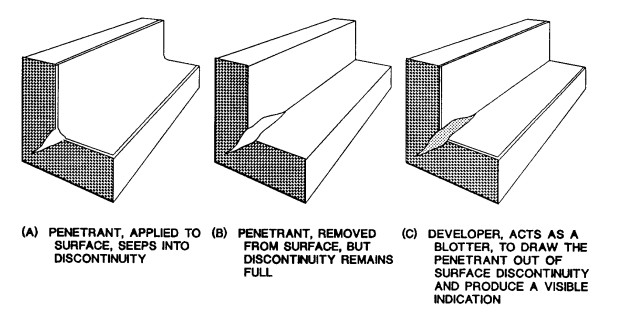 (A) PENETRANT, APPLIED TO
SURFACE, SEEPS INTO
DISCONTINUITY
(B) PENETRANT, REMOVED
FROM SURFACE, BUT
DISCONTINUITY REMAINS
FULL
(C) DEVELOPER, ACTS AS A
BLOTTER, TO DRAW THE
PENETRANT OUT OF
SURFACE DISCONTINUITY
AND PRODUCE A VISIBLE
INDICATION